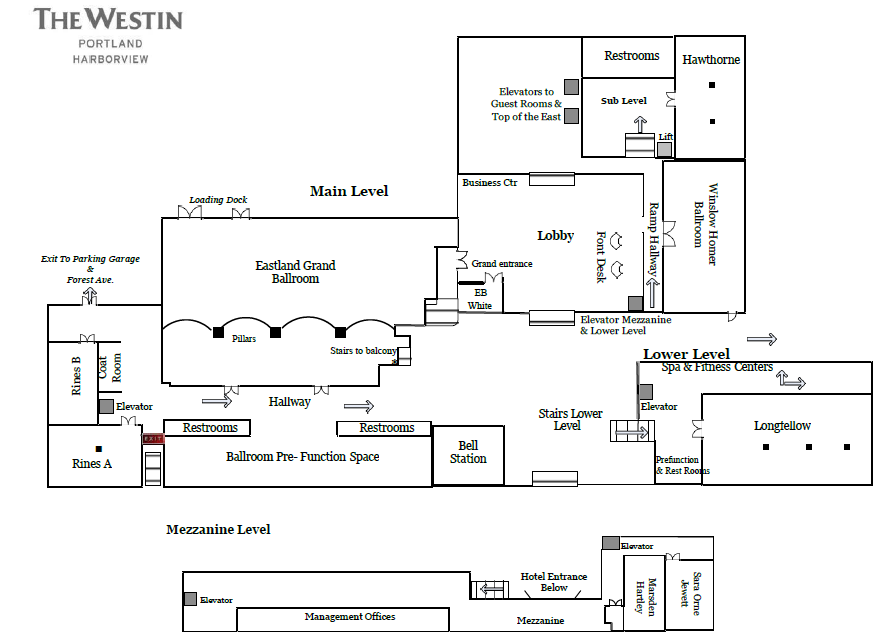 THE WESTIN
PORTLAND
HARBORVIEW
Restrooms
Hawthorne
Elevators to
Guest Rooms &
Top of the East
Sub Level
Lift
Business Ctr
Main Level
Loading Dock
Winslow Homer
Ballroom
Ramp Hallway
Lobby
Font Desk
Exit To Parking Garage
&
Forest Ave.
Eastland Grand
Ballroom
Grand entrance
EB
White
Elevator Mezzanine
& Lower Level
Pillars
Stairs to balcony
Rines B
Coat
Room
Lower Level
Spa & Fitness Centers
Elevator
Hallway
Elevator
Restrooms
Restrooms
Stairs Lower
Level
Longfellow
EXIT
Bell
Station
Rines A
Ballroom Pre- Function Space
Prefunction
& Rest Rooms
Mezzanine Level
Elevator
Hotel Entrance
Below
Elevator
Marsden
Hartley
Sara Orne
Jewett
Management Offices
Mezzanine